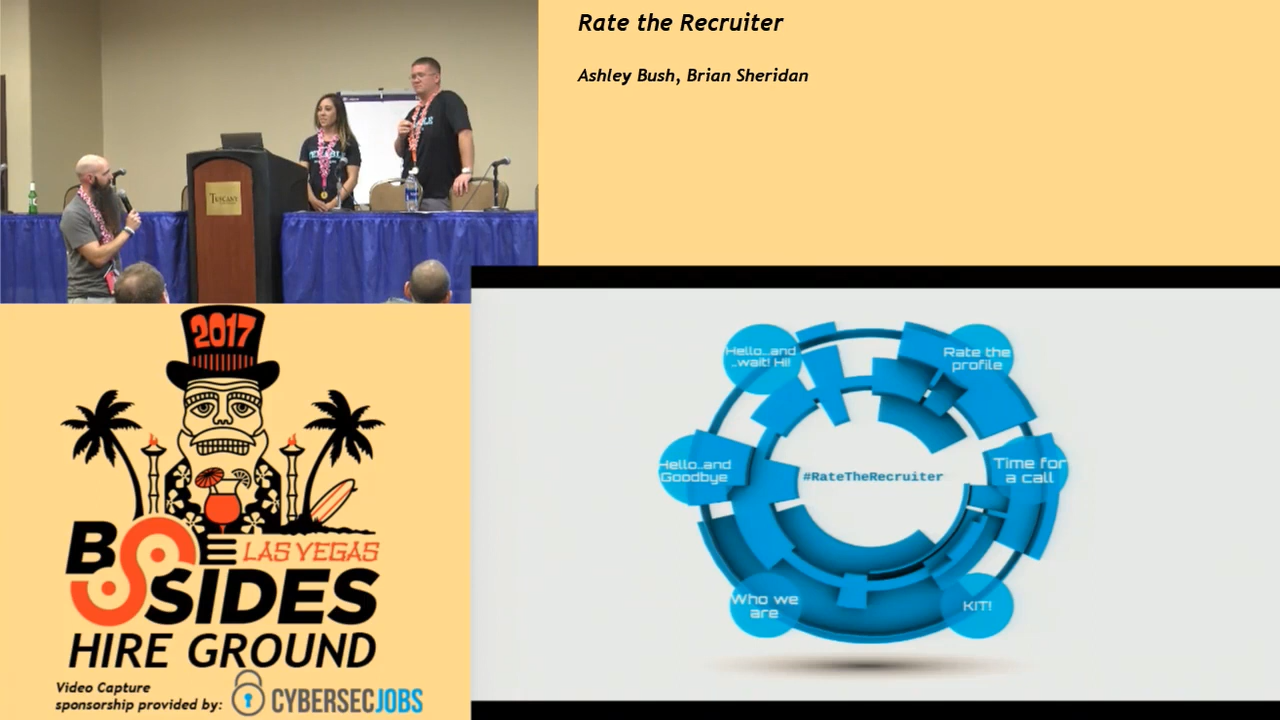 Rate the Recruiter
Ashley Bush, Brian Sheridan
TUSCANY
2017
BSIDES
LAS VEGAS
HIRE GROUND
Video Capture
sponsorship provided by:
CYBERSECJOBS
Hello...and
..wait! Hi!
Rate the
profile
Hello..and
Goodbye
#RateTheRecruiter
Time for
a call
Who we
are
KIT!